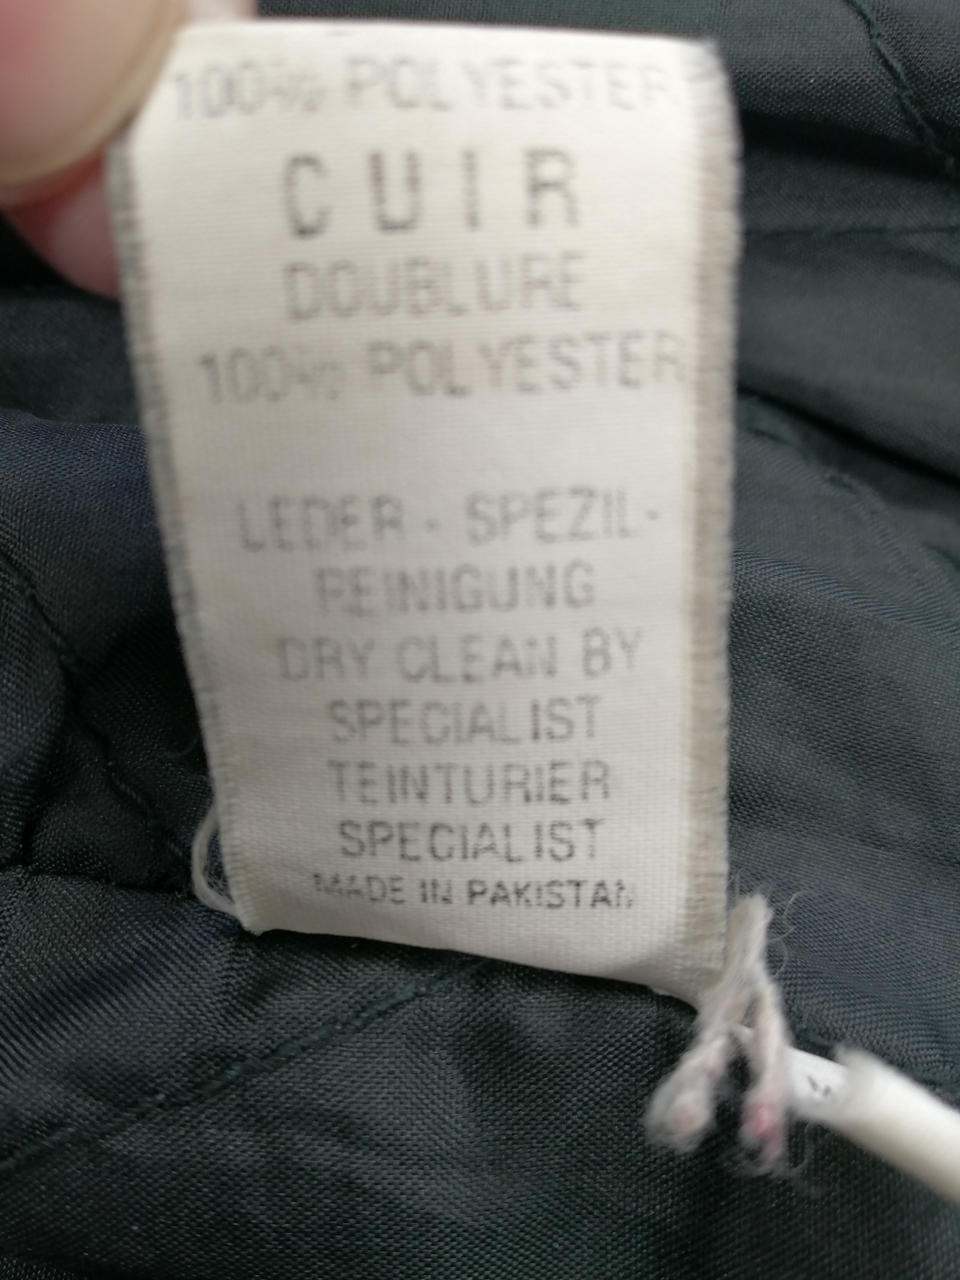 100% POLYESTER
CUIR
DOUBLURE
100% POLYESTER
LEDER - SPEZIL-
REINIGUNG
DRY CLEAN BY
SPECIALIST
TEINTURIER
SPECIALIST
MADE IN PAKISTAN